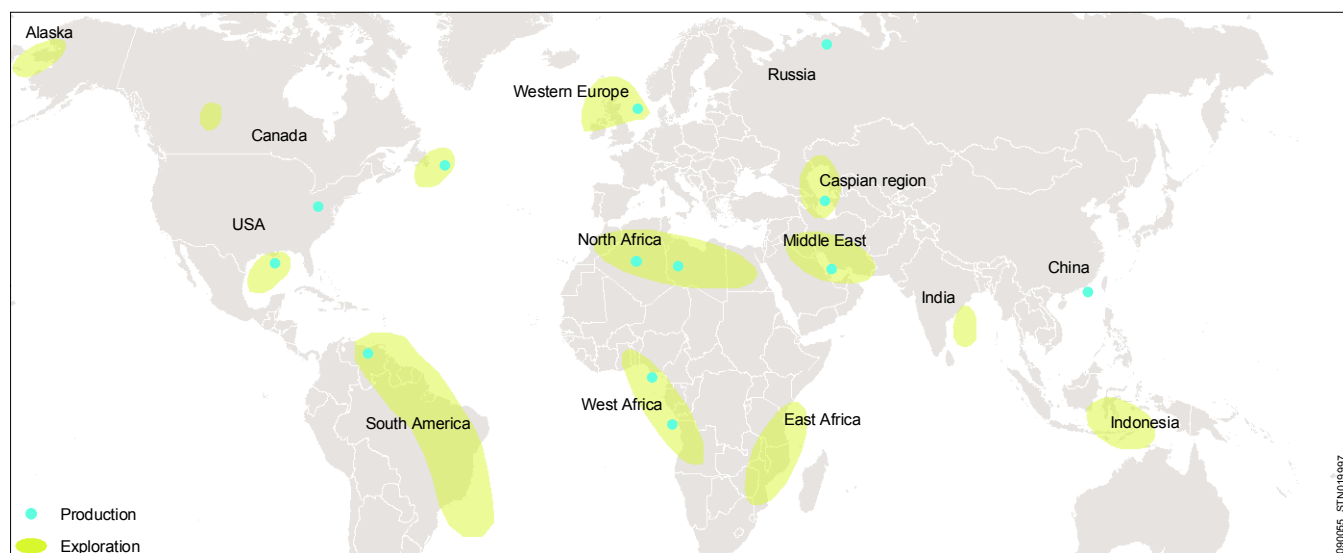 Alaska
Russia
Western Europe
Canada
Caspian region
USA
North Africa
Middle East
China
India
West Africa
East Africa
South America
Indonesia
Production
Exploration
090055_STN019997